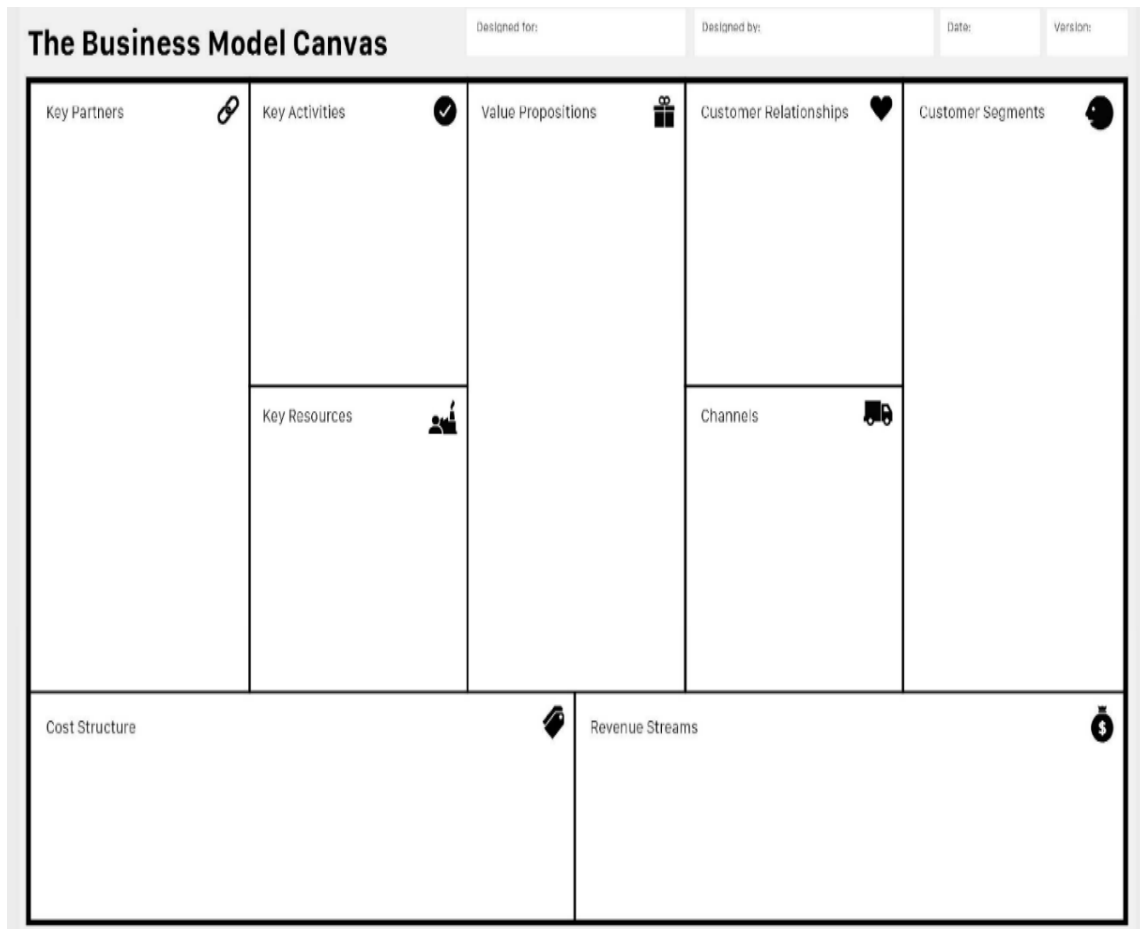 The Business Model Canvas
Designed for:
Designed by:
Date:
Version:
Key Partners
Key Activities
Value Propositions
Customer Relationships
Customer Segments
Key Resources
Channels
Cost Structure
Revenue Streams
$